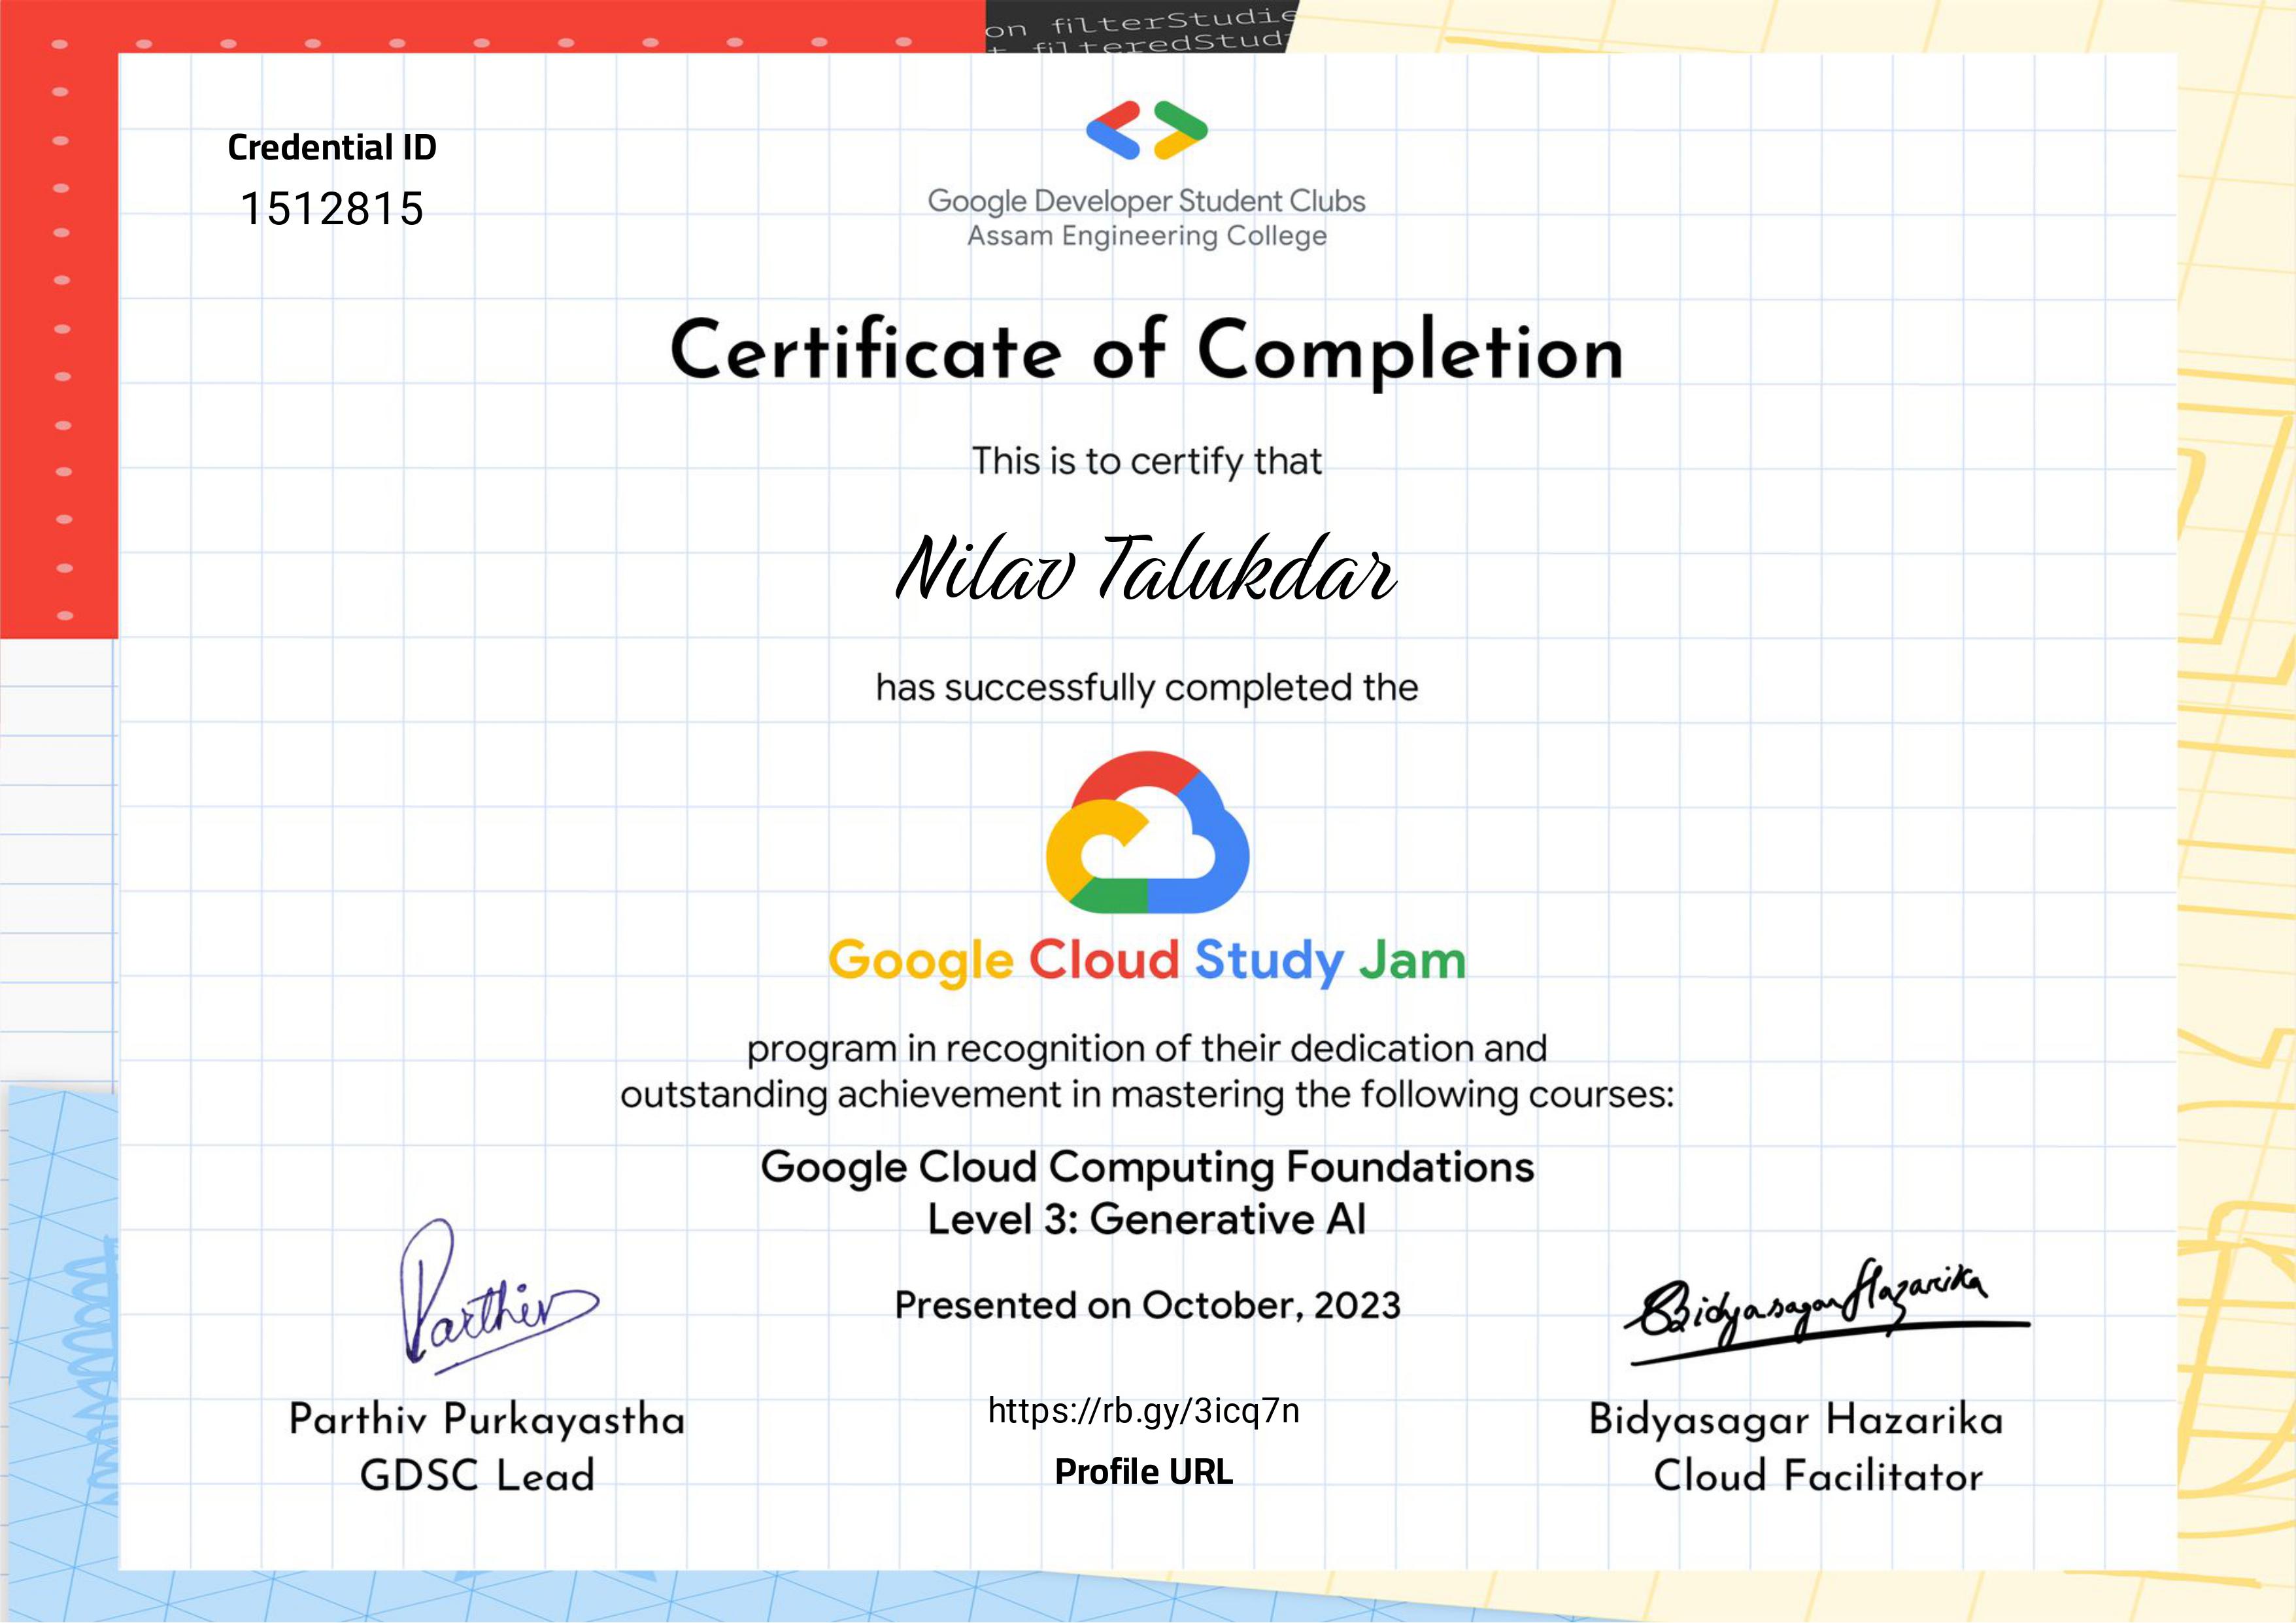 on filterStudie
t filteredStud
Credential ID
1512815
Google Developer Student Clubs
Assam Engineering College
Certificate of Completion
This is to certify that
Nilav Talukdar
has successfully completed the
Google Cloud Study Jam
program in recognition of their dedication and
outstanding achievement in mastering the following courses:
Google Cloud Computing Foundations
Level 3: Generative AI
Presented on October, 2023
Parthiv
Bidyasagar Hazarika
Parthiv Purkayastha
GDSC Lead
https://rb.gy/3icq7n
Profile URL
Bidyasagar Hazarika
Cloud Facilitator